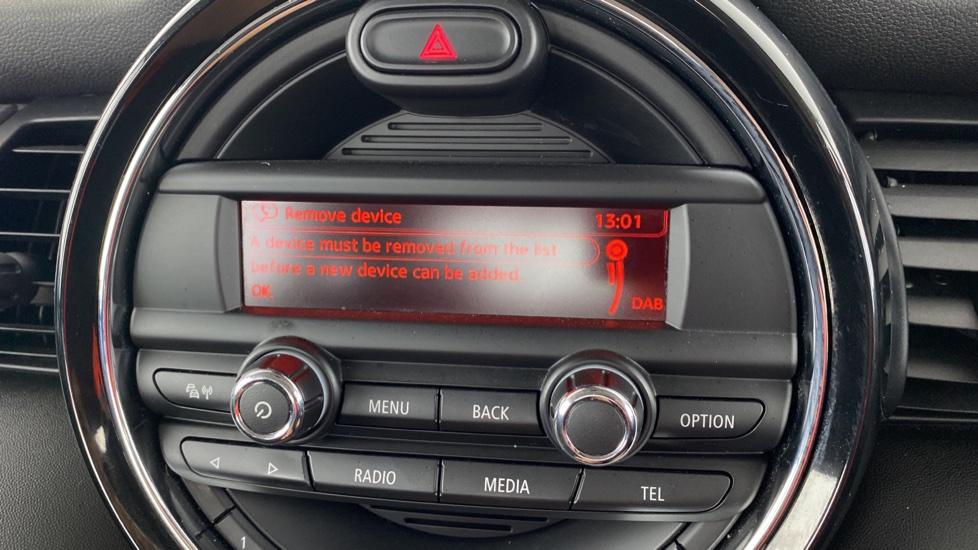 Remove device 13:01
A device must be removed from the list
before a new device can be added.
OK
DAB
MENU
BACK
OPTION
RADIO
MEDIA
TEL
1